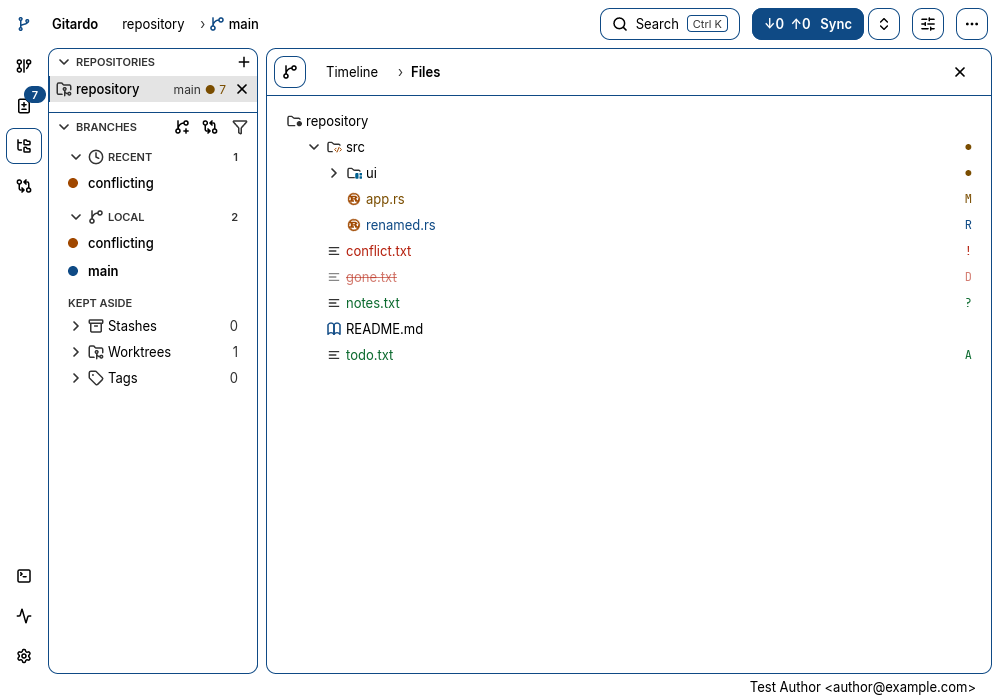 Gitardo repository › main Search Ctrl K ↓0 ↑0 Sync
7
REPOSITORIES
repository main 7
BRANCHES
RECENT 1
conflicting
LOCAL 2
conflicting
main
KEPT ASIDE
Stashes 0
Worktrees 1
Tags 0
Timeline › Files
repository
src
ui
app.rs M
renamed.rs R
conflict.txt !
gone.txt D
notes.txt ?
README.md
todo.txt A
Test Author <author@example.com>